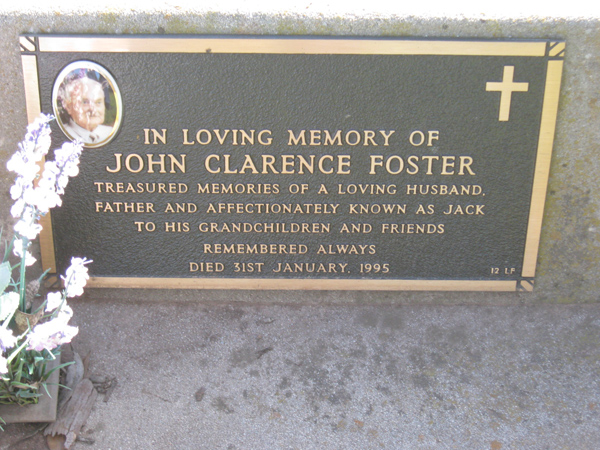 IN LOVING MEMORY OF
JOHN CLARENCE FOSTER
TREASURED MEMORIES OF A LOVING HUSBAND,
FATHER AND AFFECTIONATELY KNOWN AS JACK
TO HIS GRANDCHILDREN AND FRIENDS
REMEMBERED ALWAYS
DIED 31ST JANUARY, 1995
12 LF